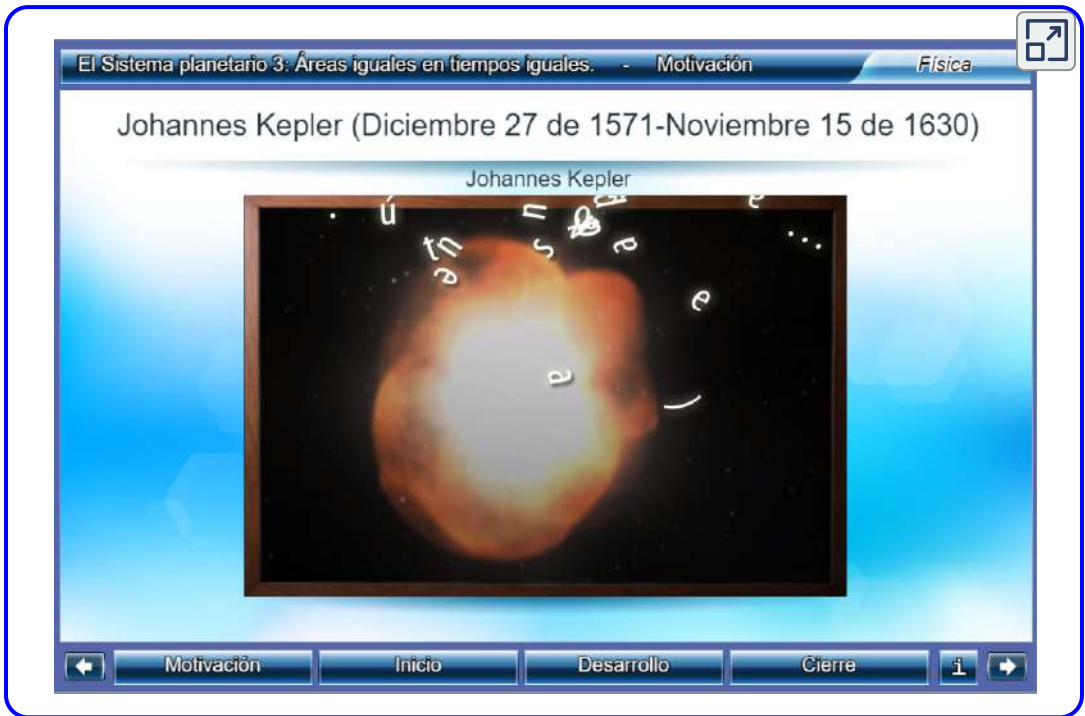 El Sistema planetario 3: Áreas iguales en tiempos iguales. - Motivación Física
Johannes Kepler (Diciembre 27 de 1571-Noviembre 15 de 1630)
Johannes Kepler
Motivación Inicio Desarrollo Cierre i